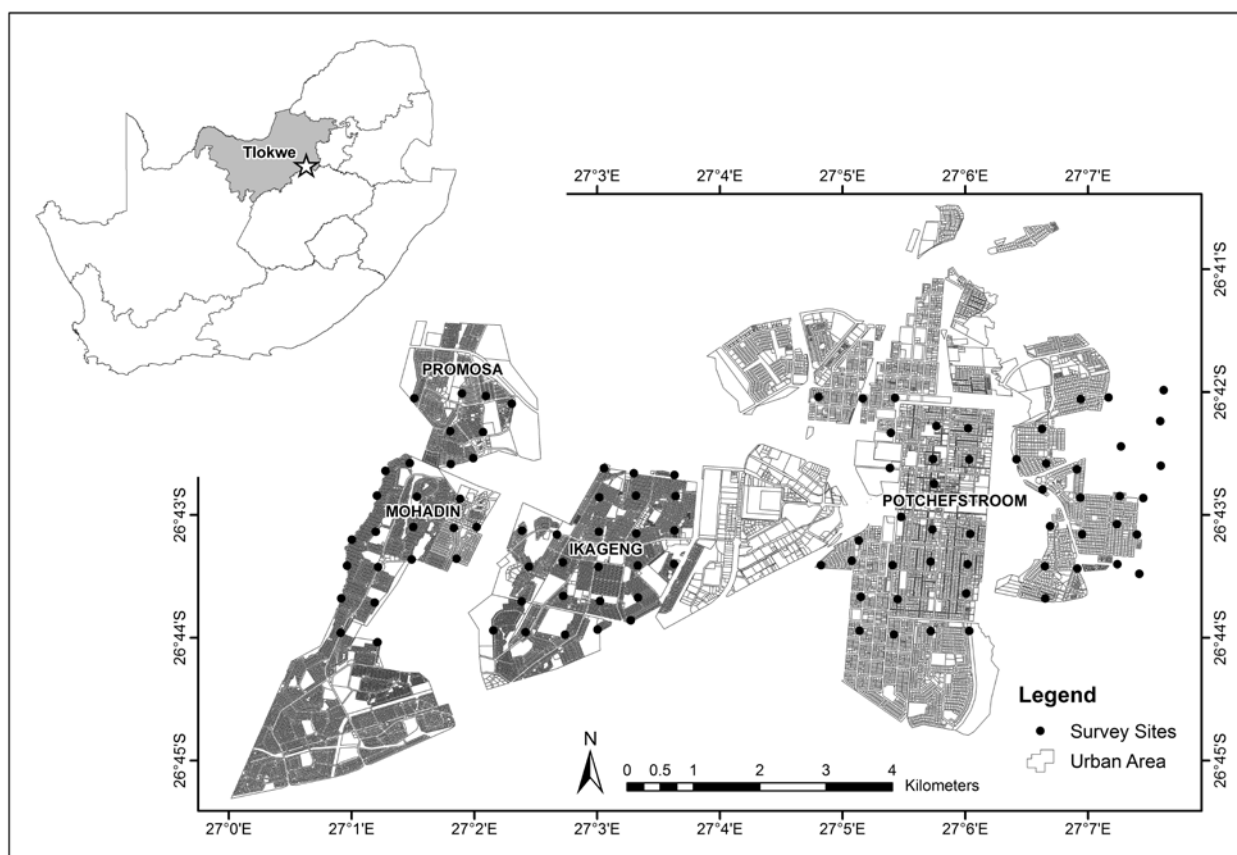 Tlokwe
27°3'E 27°4'E 27°5'E 27°6'E 27°7'E
26°41'S
26°42'S
26°43'S
26°44'S
26°45'S
PROMOSA
MOHADIN
IKAGENG
POTCHEFSTROOM
26°43'S
26°44'S
26°45'S
Legend
Survey Sites
Urban Area
N
0 0.5 1 2 3 4
Kilometers
27°0'E 27°1'E 27°2'E 27°3'E 27°4'E 27°5'E 27°6'E 27°7'E